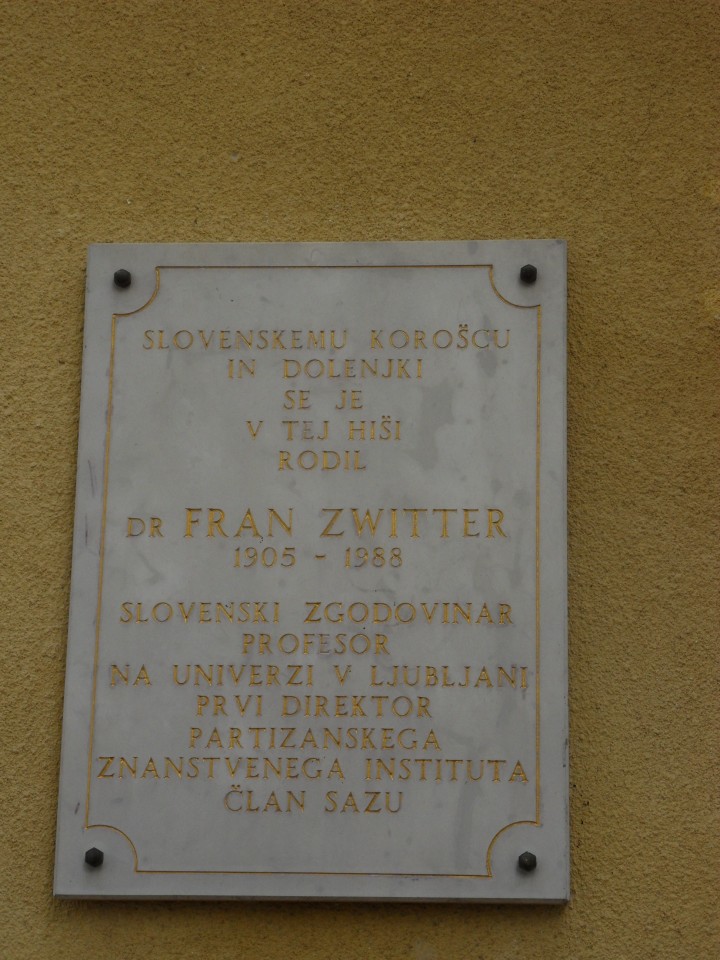 SLOVENSKEMU KOROŠCU
IN DOLENJKI
SE JE
V TEJ HIŠI
RODIL
DR FRAN ZWITTER
1905 - 1988
SLOVENSKI ZGODOVINAR
PROFESOR
NA UNIVERZI V LJUBLJANI
PRVI DIREKTOR
PARTIZANSKEGA
ZNANSTVENEGA INSTITUTA
ČLAN SAZU